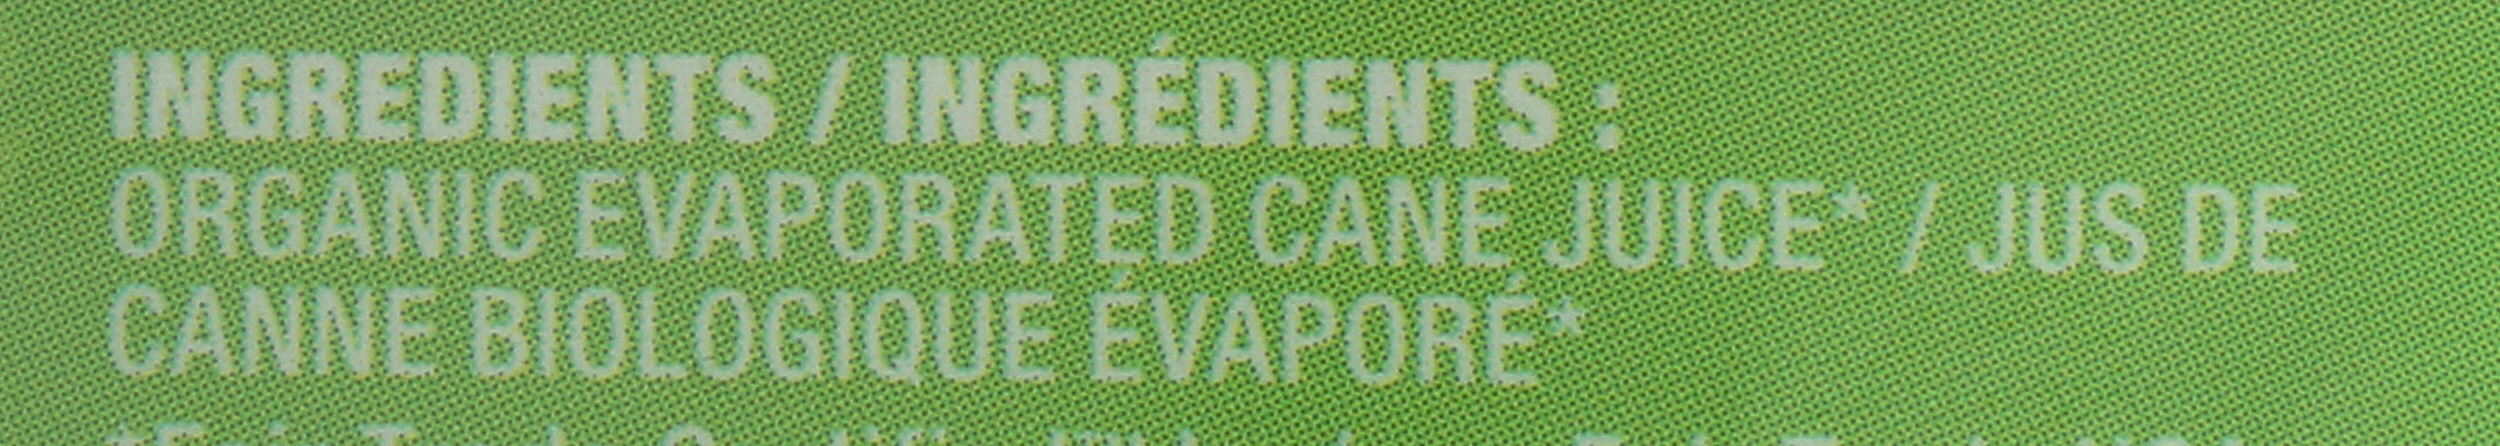 INGREDIENTS / INGRÉDIENTS :
ORGANIC EVAPORATED CANE JUICE* / JUS DE
CANNE BIOLOGIQUE ÉVAPORÉ*